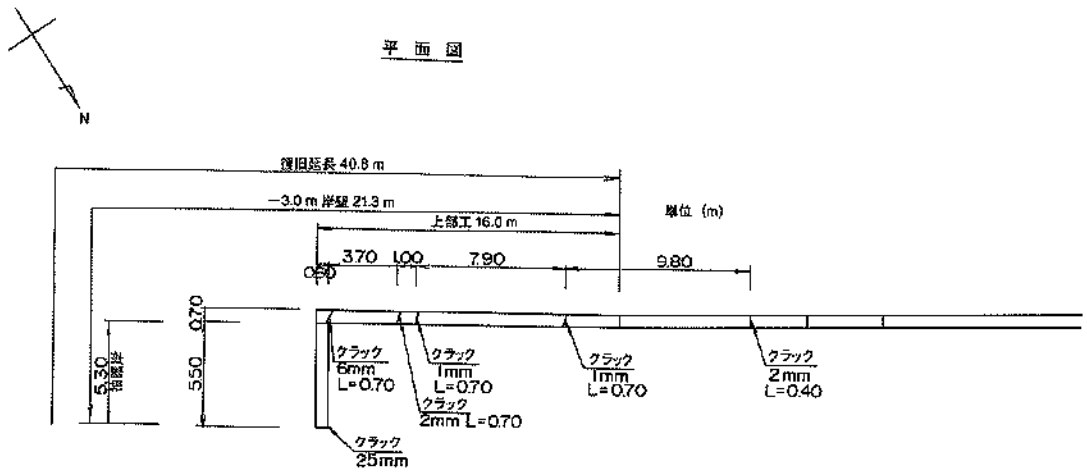 平面図
N
復旧延長 40.8 m
-3.0 m 岸壁 21.3 m
単位 (m)
上部工 16.0 m
0.60
3.70
1.00
7.90
9.80
0.70
5.30
5.50
クラック
6mm
L=0.70
クラック
1mm
L=0.70
クラック
2mm L=0.70
クラック
1mm
L=0.70
クラック
2mm
L=0.40
クラック
25mm